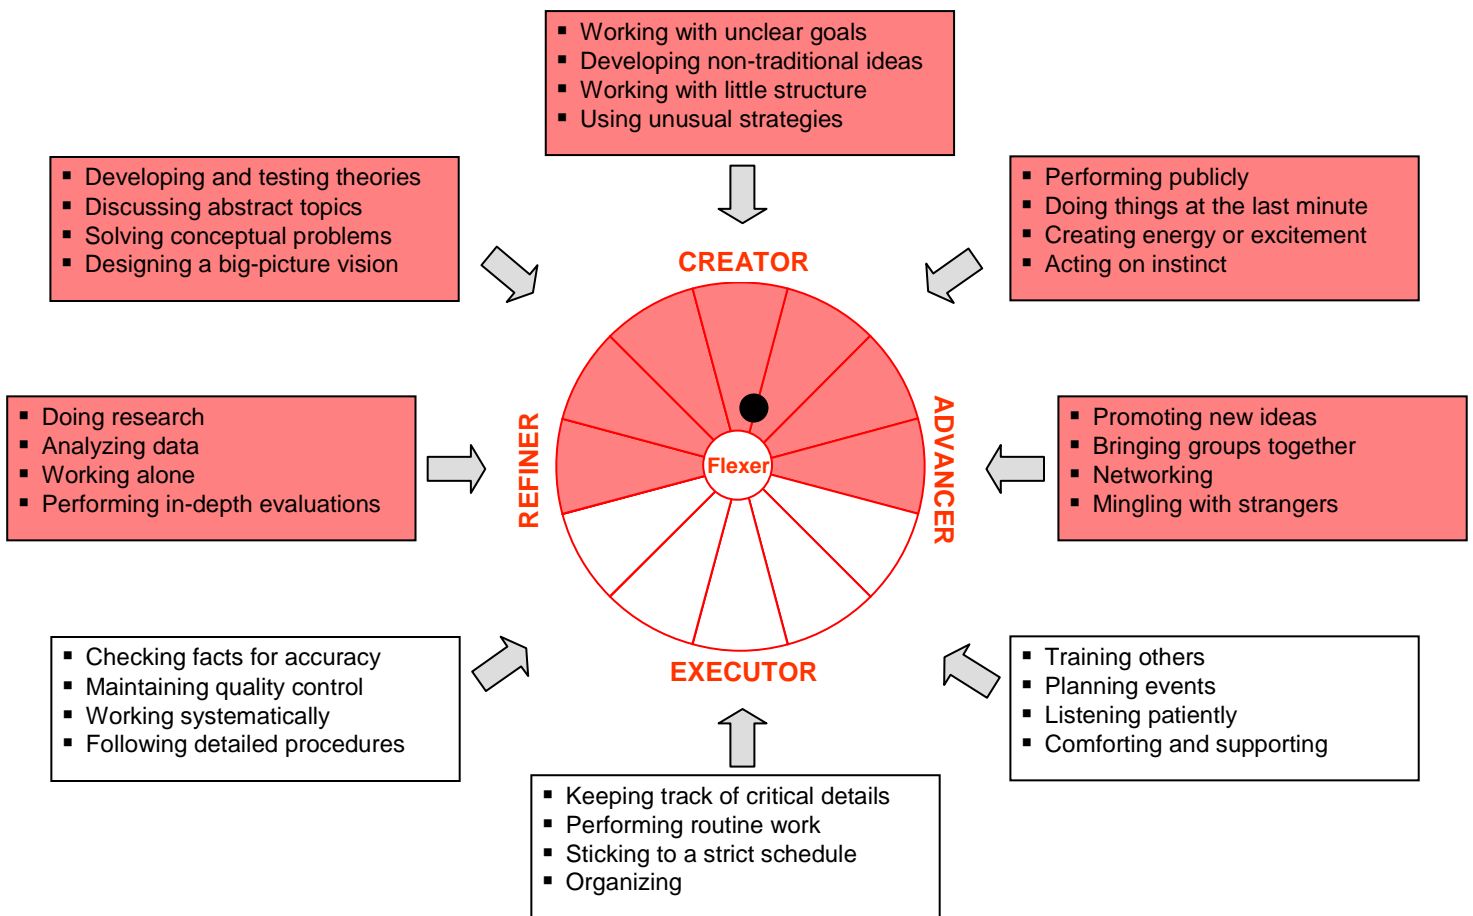 ▪ Working with unclear goals
▪ Developing non-traditional ideas
▪ Working with little structure
▪ Using unusual strategies
▪ Developing and testing theories
▪ Discussing abstract topics
▪ Solving conceptual problems
▪ Designing a big-picture vision
▪ Performing publicly
▪ Doing things at the last minute
▪ Creating energy or excitement
▪ Acting on instinct
CREATOR
▪ Doing research
▪ Analyzing data
▪ Working alone
▪ Performing in-depth evaluations
REFINER
Flexer
ADVANCER
▪ Promoting new ideas
▪ Bringing groups together
▪ Networking
▪ Mingling with strangers
EXECUTOR
▪ Checking facts for accuracy
▪ Maintaining quality control
▪ Working systematically
▪ Following detailed procedures
▪ Training others
▪ Planning events
▪ Listening patiently
▪ Comforting and supporting
▪ Keeping track of critical details
▪ Performing routine work
▪ Sticking to a strict schedule
▪ Organizing